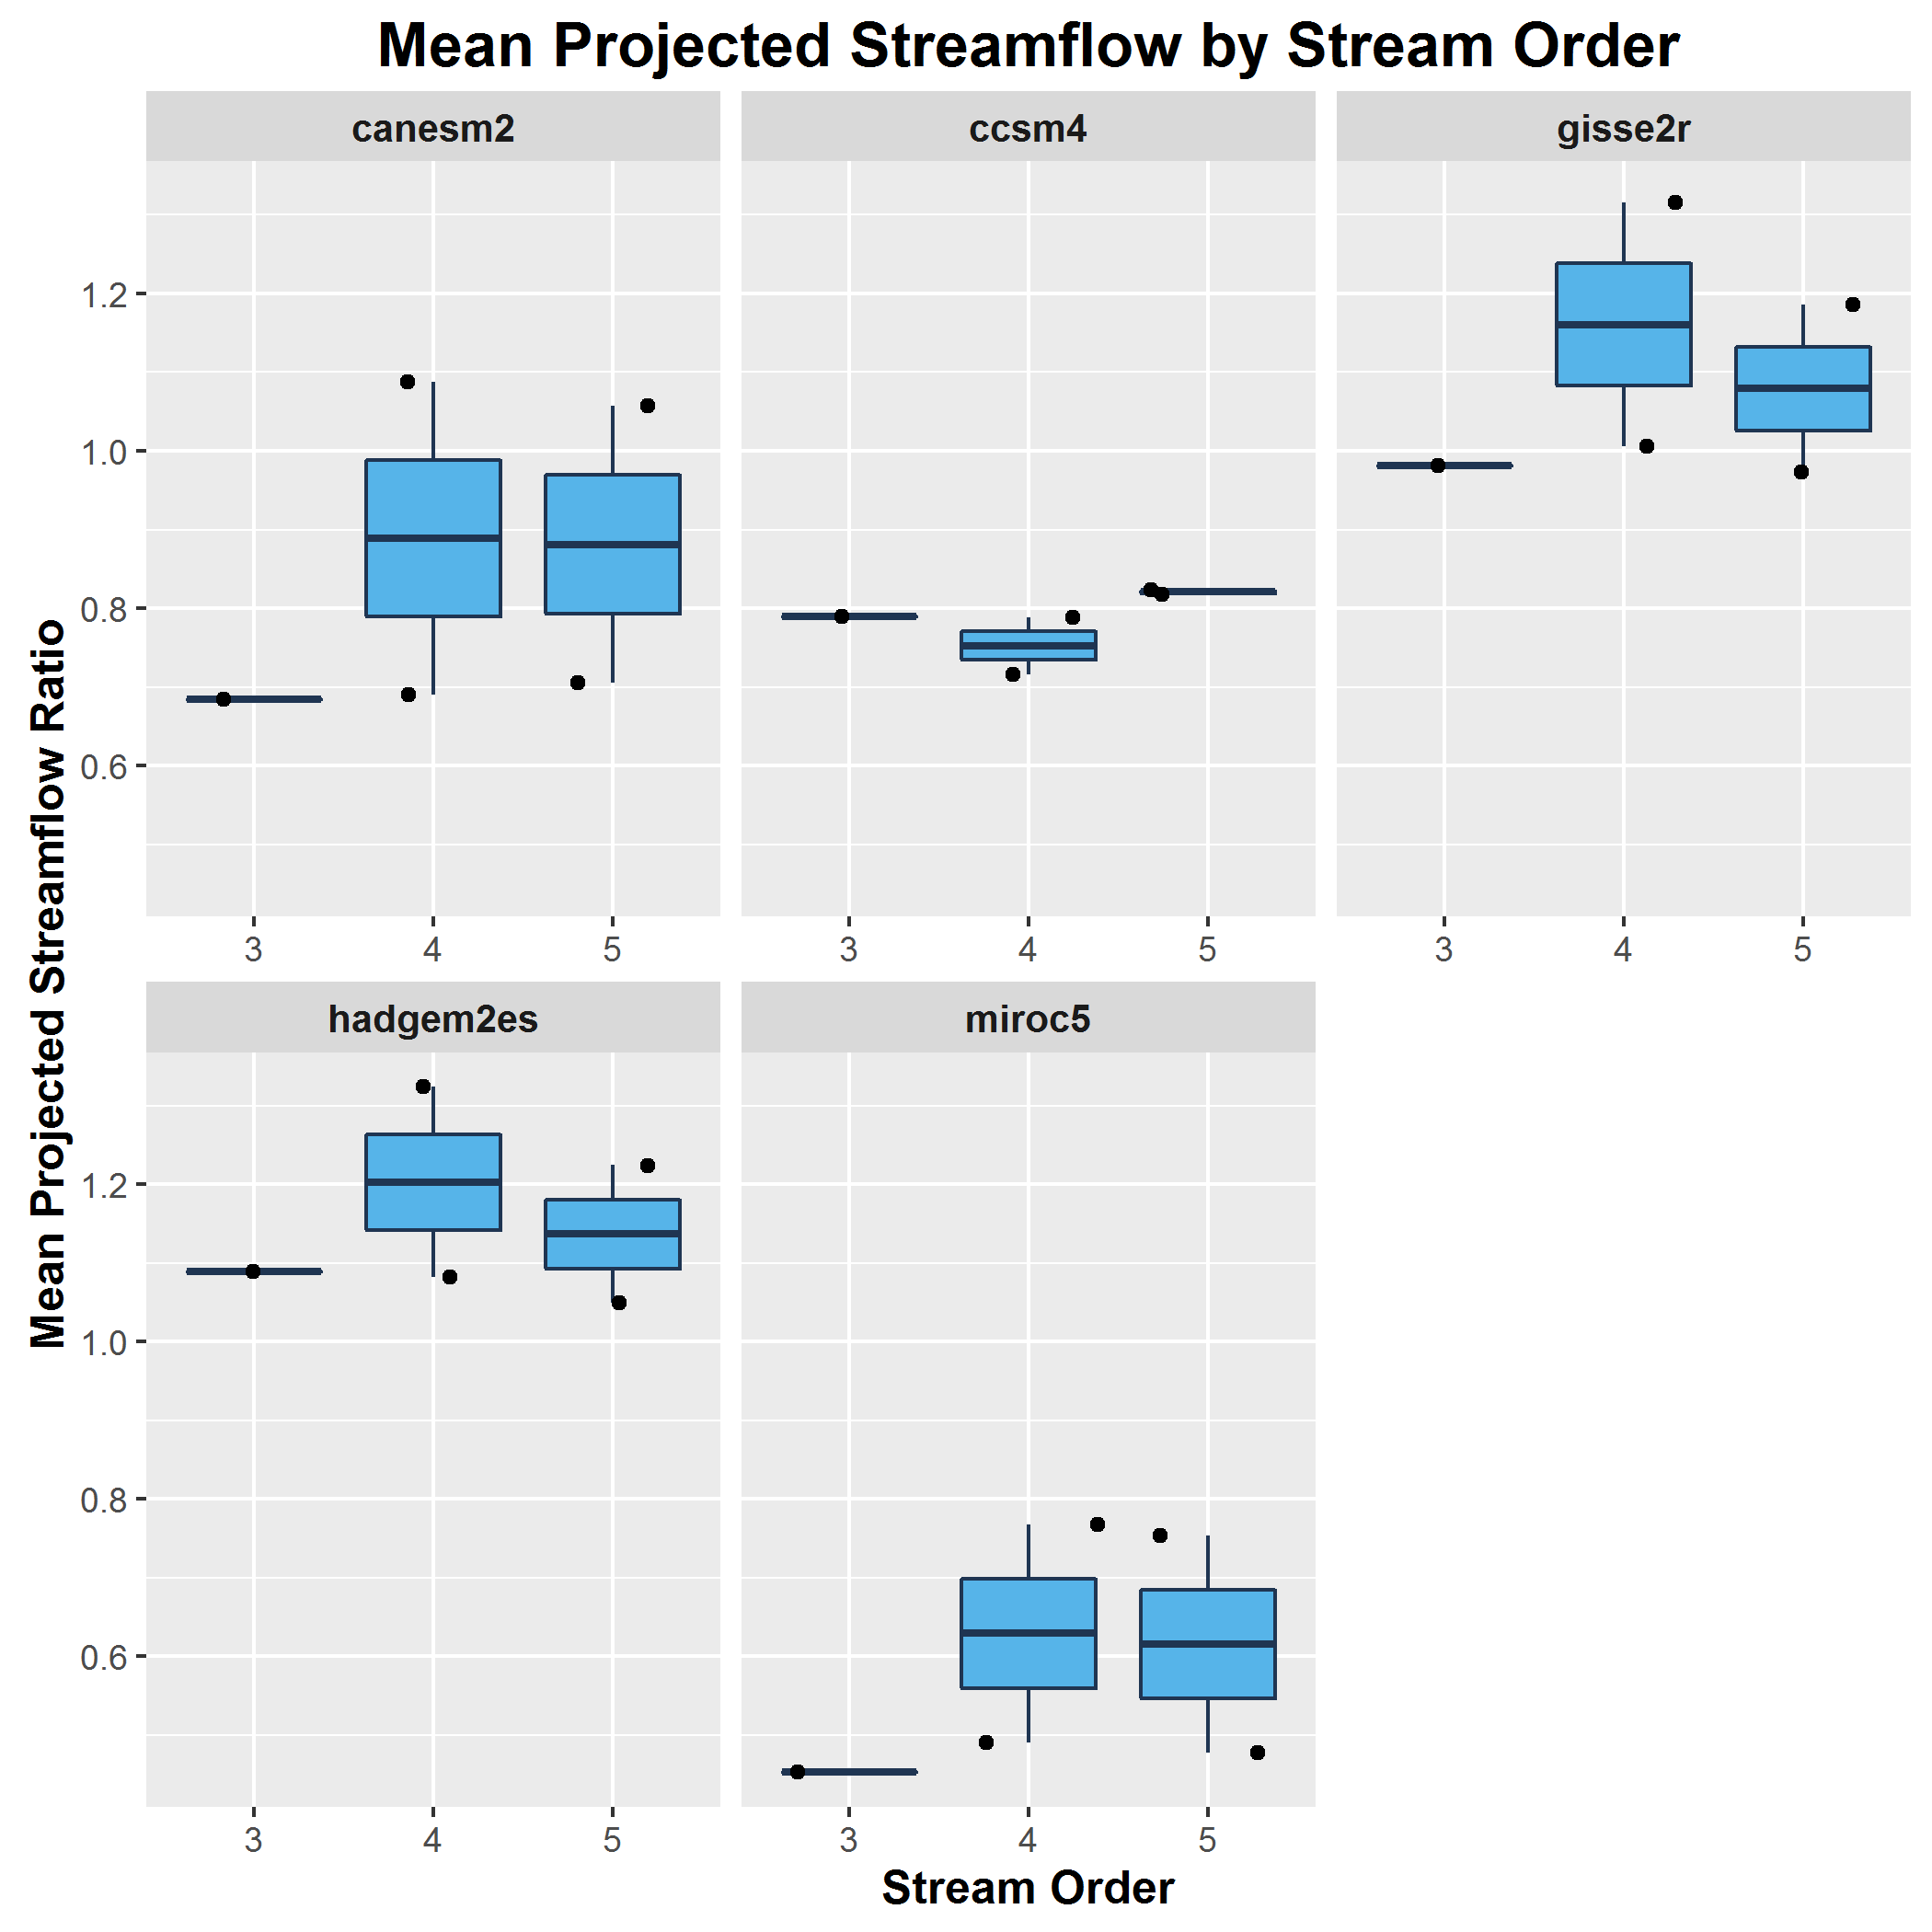 Mean Projected Streamflow by Stream Order
canesm2
ccsm4
gisse2r
1.2
1.0
0.8
0.6
3 4 5
3 4 5
3 4 5
Mean Projected Streamflow Ratio
hadgem2es
miroc5
1.2
1.0
0.8
0.6
3 4 5
3 4 5
Stream Order